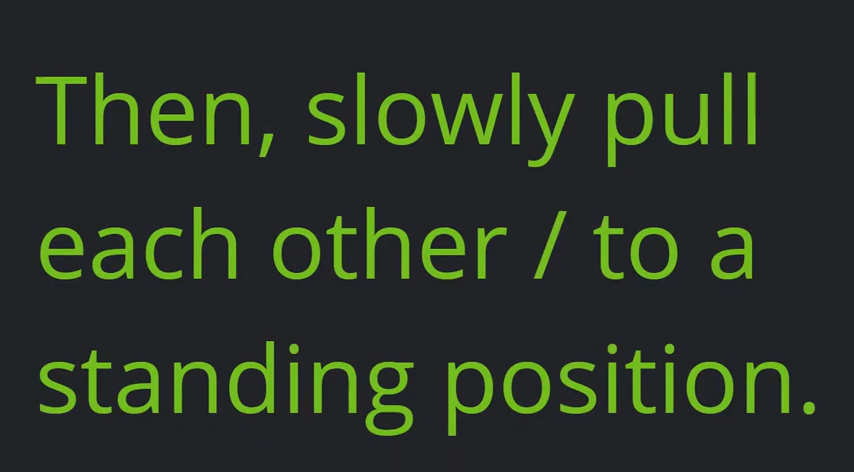 Then, slowly pull
each other / to a
standing position.